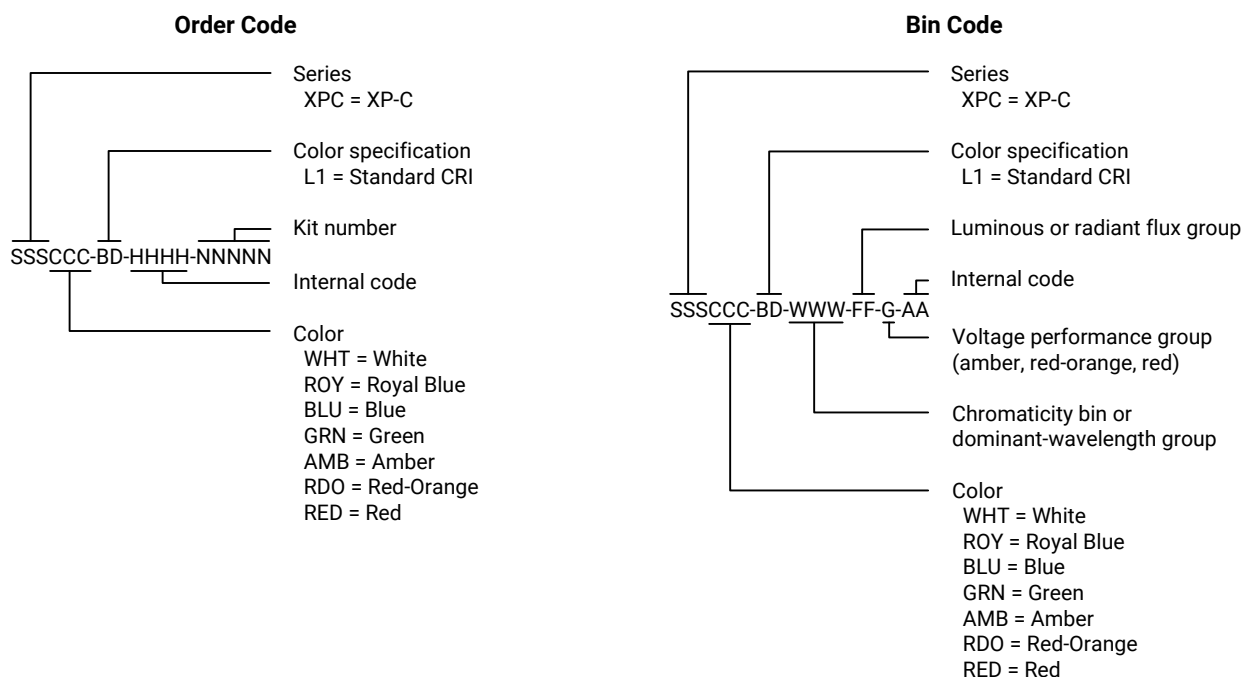 Order Code
Series
XPC = XP-C
Color specification
L1 = Standard CRI
Kit number
SSSCCC-BD-HHHH-NNNNN
Internal code
Color
WHT = White
ROY = Royal Blue
BLU = Blue
GRN = Green
AMB = Amber
RDO = Red-Orange
RED = Red
Bin Code
Series
XPC = XP-C
Color specification
L1 = Standard CRI
Luminous or radiant flux group
Internal code
SSSCCC-BD-WWW-FF-G-AA
Voltage performance group
(amber, red-orange, red)
Chromaticity bin or
dominant-wavelength group
Color
WHT = White
ROY = Royal Blue
BLU = Blue
GRN = Green
AMB = Amber
RDO = Red-Orange
RED = Red